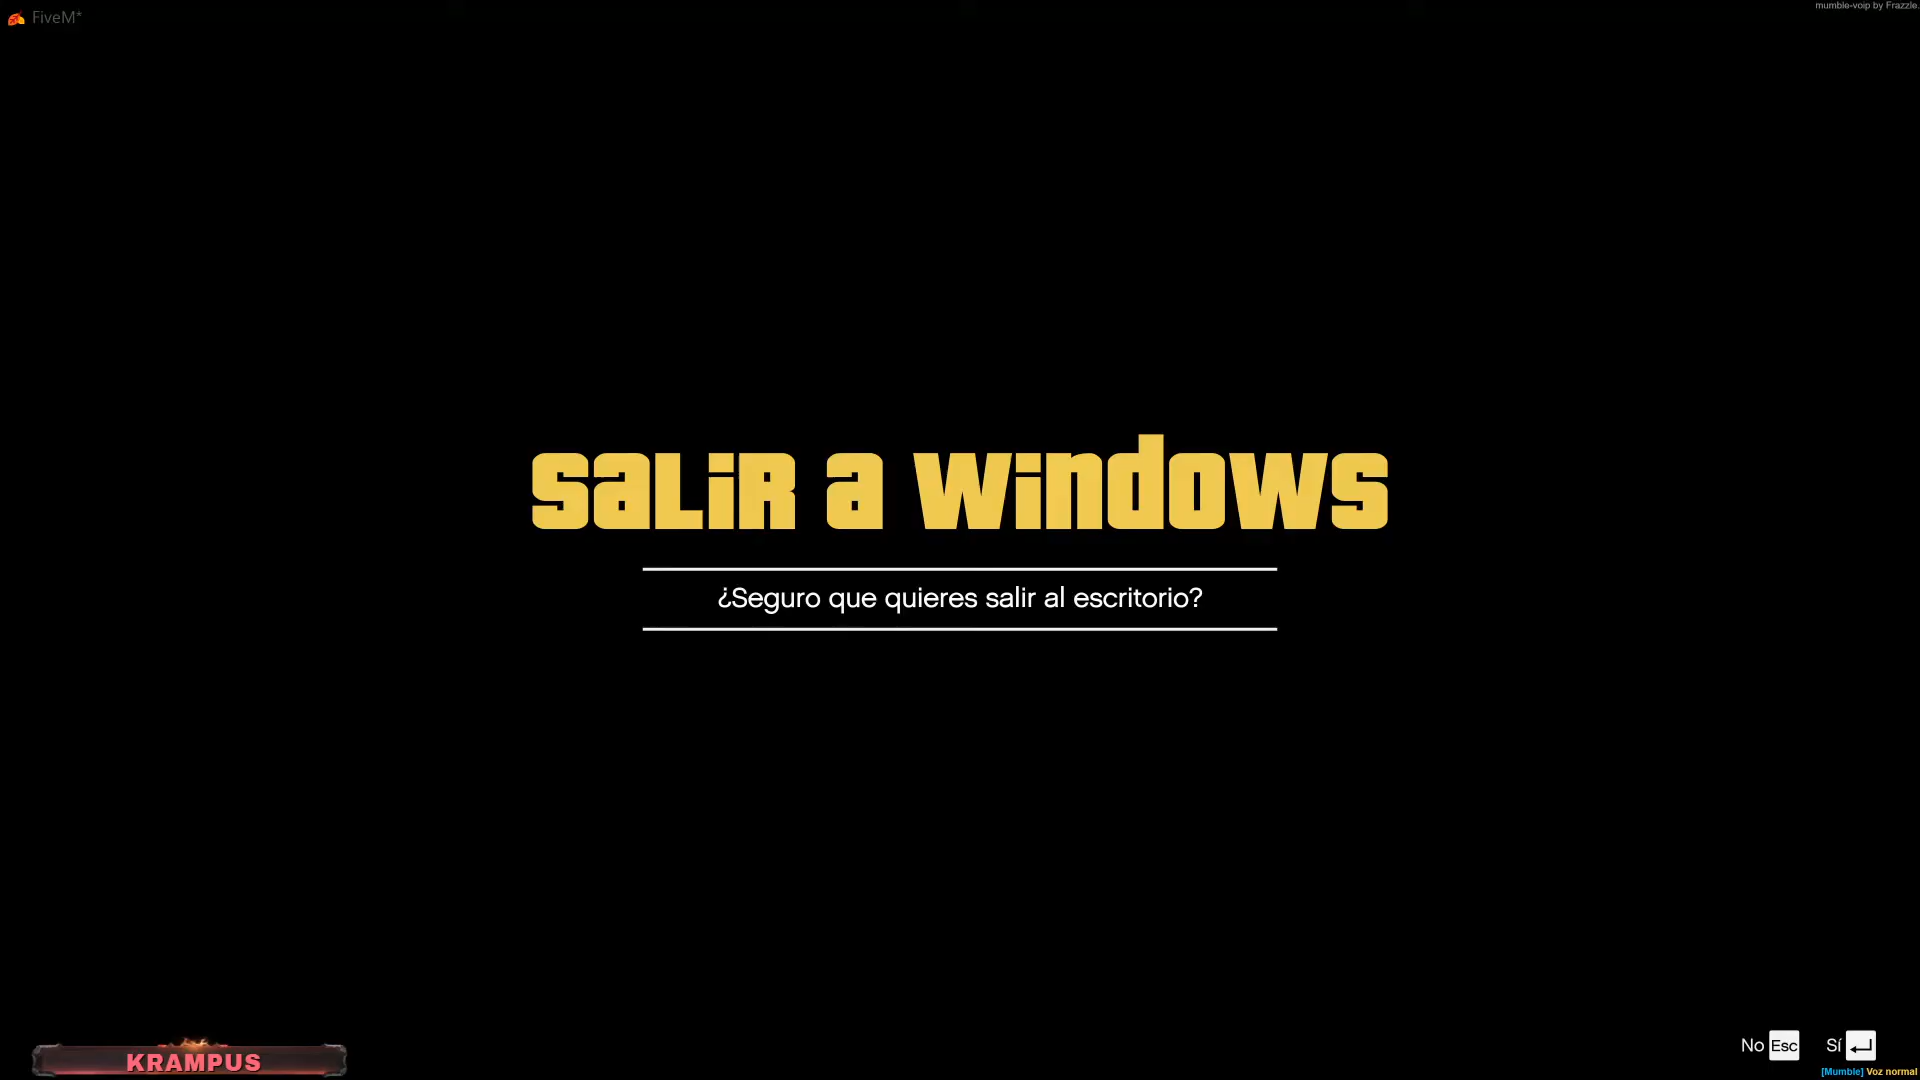 FiveM*
mumble-voip by Frazzle.
Salir a Windows
¿Seguro que quieres salir al escritorio?
KRAMPUS
No Esc Sí
[Mumble] Voz normal